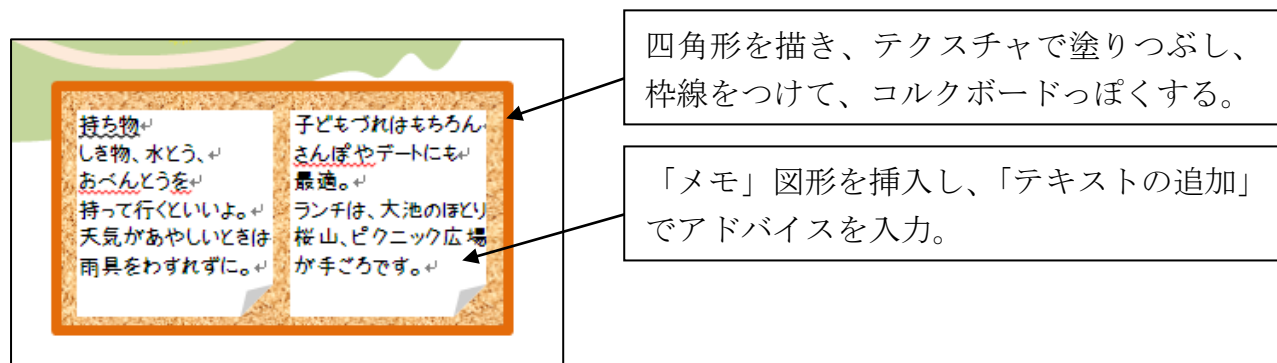 持ち物
しき物、水とう、
おべんとうを
持って行くといいよ。
天気があやしいときは
雨具をわすれずに。
子どもづれはもちろん
さんぽやデートにも
最適。
ランチは、大池のほとり
桜山、ピクニック広場
が手ごろです。
四角形を描き、テクスチャで塗りつぶし、
枠線をつけて、コルクボードっぽくする。
「メモ」図形を挿入し、「テキストの追加」
でアドバイスを入力。